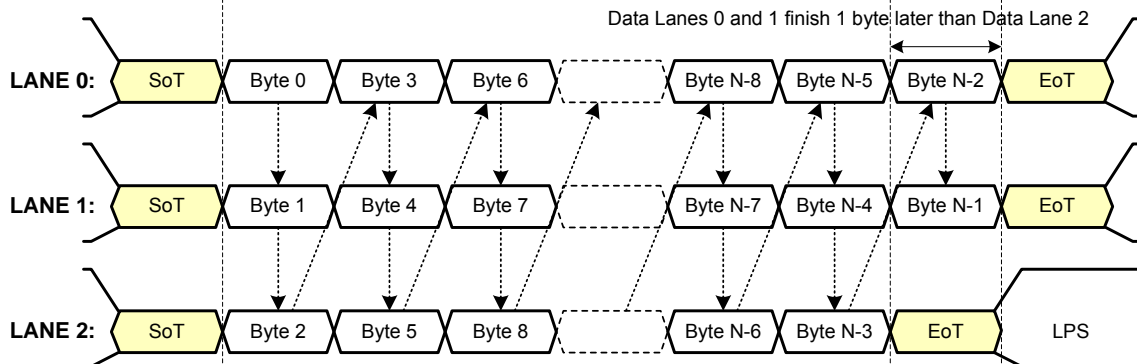 Data Lanes 0 and 1 finish 1 byte later than Data Lane 2
LANE 0: SoT Byte 0 Byte 3 Byte 6 Byte N-8 Byte N-5 Byte N-2 EoT
LANE 1: SoT Byte 1 Byte 4 Byte 7 Byte N-7 Byte N-4 Byte N-1 EoT
LANE 2: SoT Byte 2 Byte 5 Byte 8 Byte N-6 Byte N-3 EoT LPS